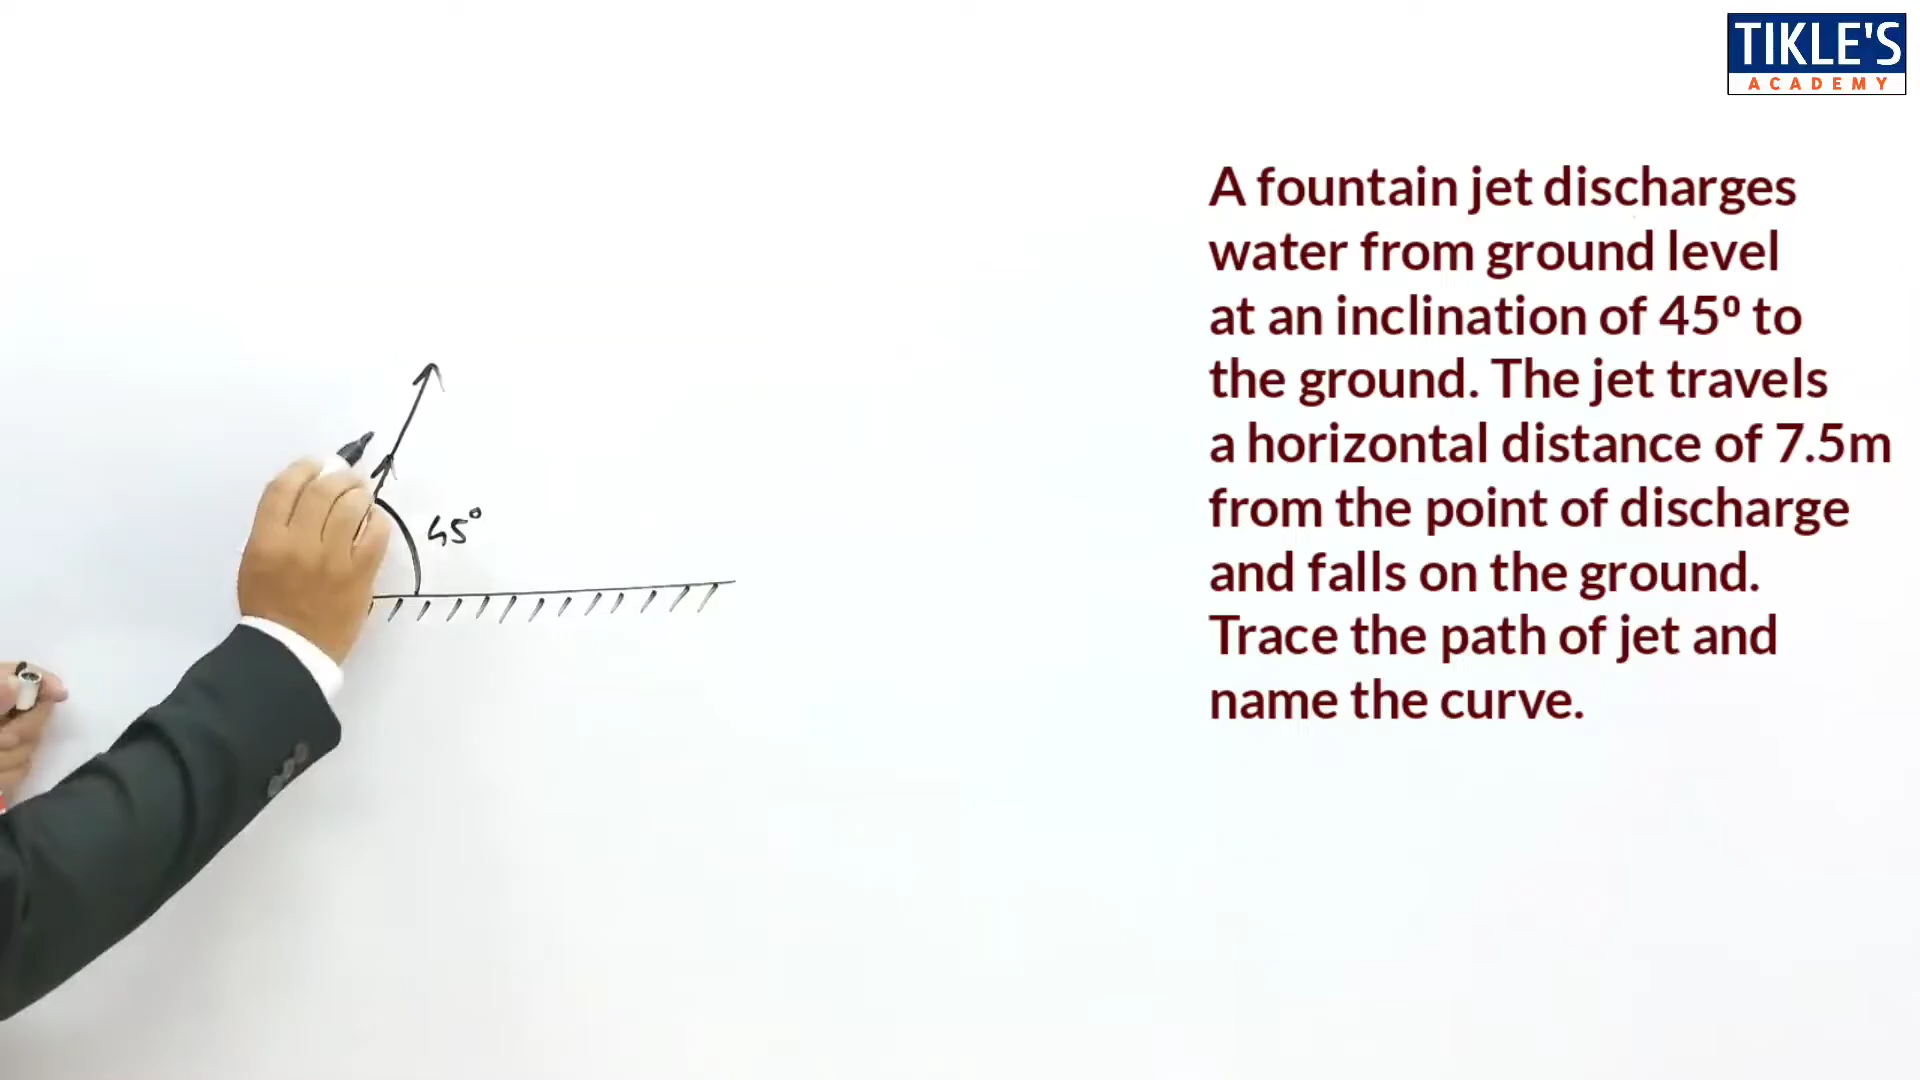 TIKLE'S
ACADEMY
A fountain jet discharges
water from ground level
at an inclination of 45⁰ to
the ground. The jet travels
a horizontal distance of 7.5m
from the point of discharge
and falls on the ground.
Trace the path of jet and
name the curve.
45°